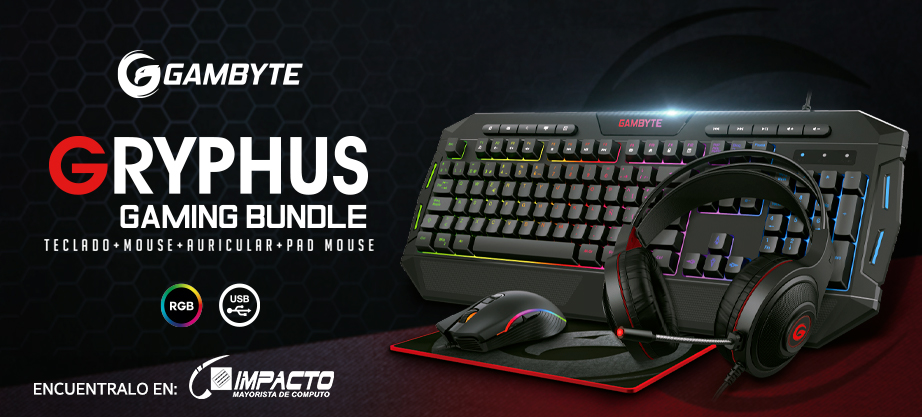 GAMBYTE
GRYPHUS
GAMING BUNDLE
TECLADO+MOUSE+AURICULAR+PAD MOUSE
RGB
USB
ENCUENTRALO EN:
IMPACTO
MAYORISTA DE COMPUTO
GAMBYTE
G